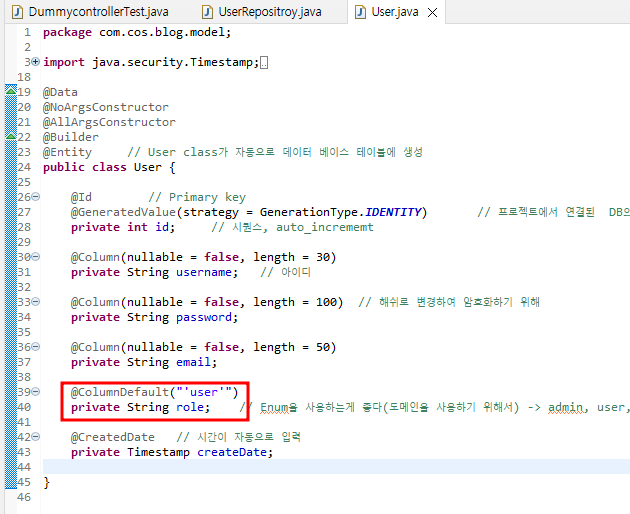 DummycontrollerTest.java UserRepositroy.java User.java
1 package com.cos.blog.model;
2
3 import java.security.Timestamp;
18
19 @Data
20 @NoArgsConstructor
21 @AllArgsConstructor
22 @Builder
23 @Entity // User class가 자동으로 데이터 베이스 테이블에 생성
24 public class User {
25
26 @Id // Primary key
27 @GeneratedValue(strategy = GenerationType.IDENTITY) // 프로젝트에서 연결된 DB의
28 private int id; // 시퀀스, auto_incrememt
29
30 @Column(nullable = false, length = 30)
31 private String username; // 아이디
32
33 @Column(nullable = false, length = 100) // 해쉬로 변경하여 암호화하기 위해
34 private String password;
35
36 @Column(nullable = false, length = 50)
37 private String email;
38
39 @ColumnDefault("'user'")
40 private String role; // Enum을 사용하는게 좋다(도메인을 사용하기 위해서) -> admin, user,
41
42 @CreatedDate // 시간이 자동으로 입력
43 private Timestamp createDate;
44
45 }
46